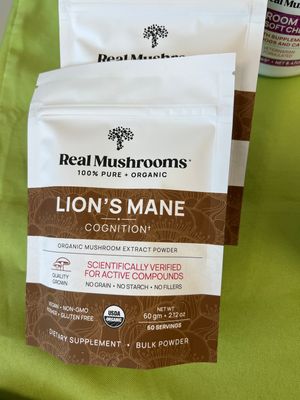 Real Mushrooms
ROOM
SOFT CHE
Real Mushrooms
100% PURE + ORGANIC
LION'S MANE
COGNITION†
ORGANIC MUSHROOM EXTRACT POWDER
QUALITY GROWN
SCIENTIFICALLY VERIFIED
FOR ACTIVE COMPOUNDS
NO GRAIN • NO STARCH • NO FILLERS
VEGAN • NON-GMO
KOSHER • GLUTEN FREE
USDA
ORGANIC
NET WT
60 gm • 2.12 oz
60 SERVINGS
DIETARY SUPPLEMENT • BULK POWDER